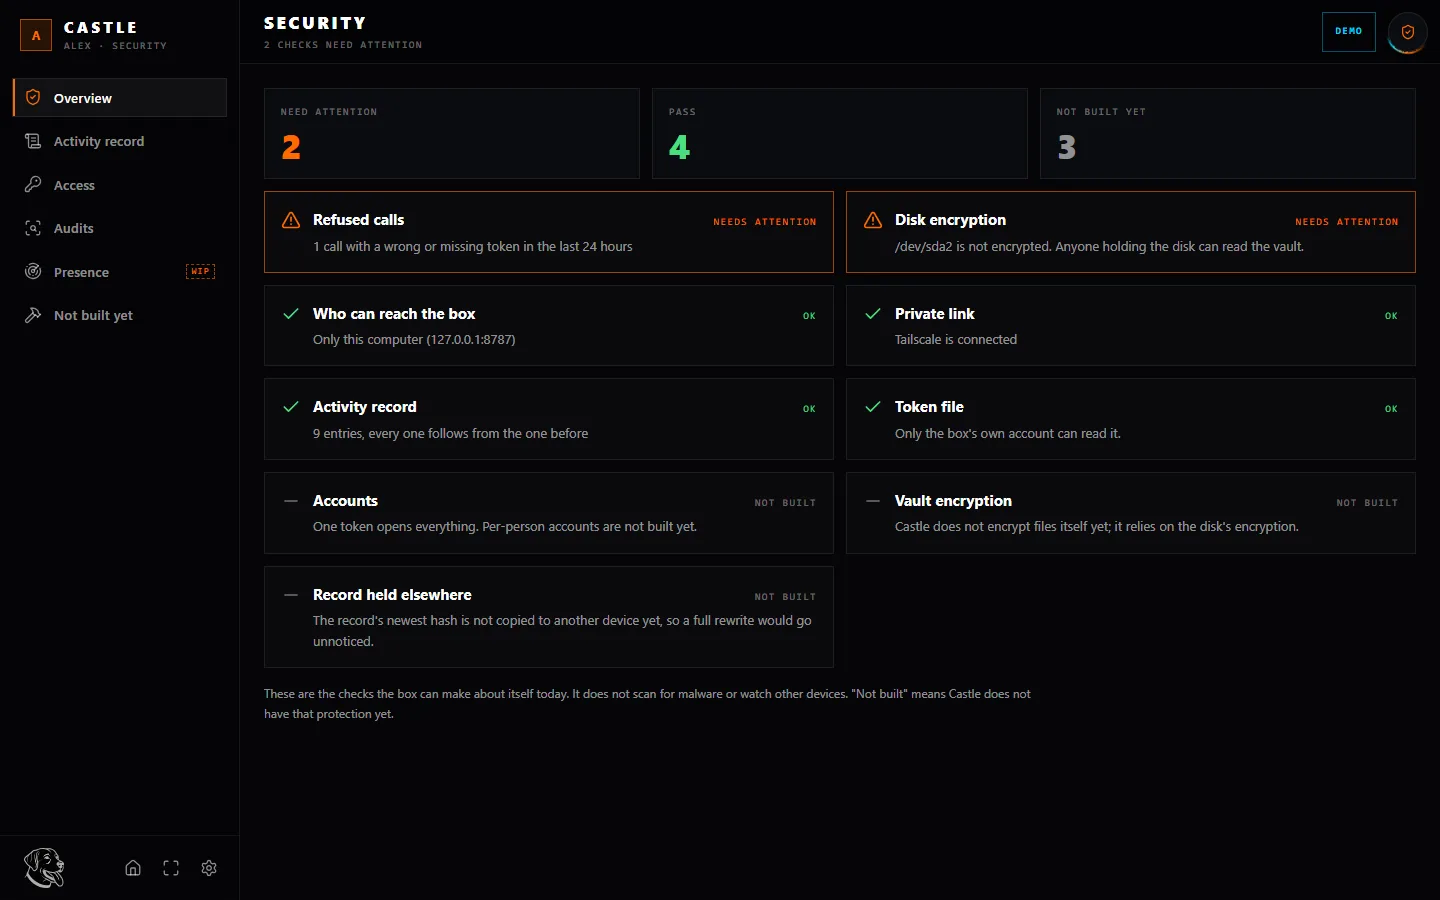 A
CASTLE
ALEX · SECURITY
Overview
Activity record
Access
Audits
Presence
WIP
Not built yet
SECURITY
2 CHECKS NEED ATTENTION
DEMO
NEED ATTENTION
2
PASS
4
NOT BUILT YET
3
Refused calls
NEEDS ATTENTION
1 call with a wrong or missing token in the last 24 hours
Disk encryption
NEEDS ATTENTION
/dev/sda2 is not encrypted. Anyone holding the disk can read the vault.
Who can reach the box
OK
Only this computer (127.0.0.1:8787)
Private link
OK
Tailscale is connected
Activity record
OK
9 entries, every one follows from the one before
Token file
OK
Only the box's own account can read it.
Accounts
NOT BUILT
One token opens everything. Per-person accounts are not built yet.
Vault encryption
NOT BUILT
Castle does not encrypt files itself yet; it relies on the disk's encryption.
Record held elsewhere
NOT BUILT
The record's newest hash is not copied to another device yet, so a full rewrite would go
unnoticed.
These are the checks the box can make about itself today. It does not scan for malware or watch other devices. "Not built" means Castle does not
have that protection yet.